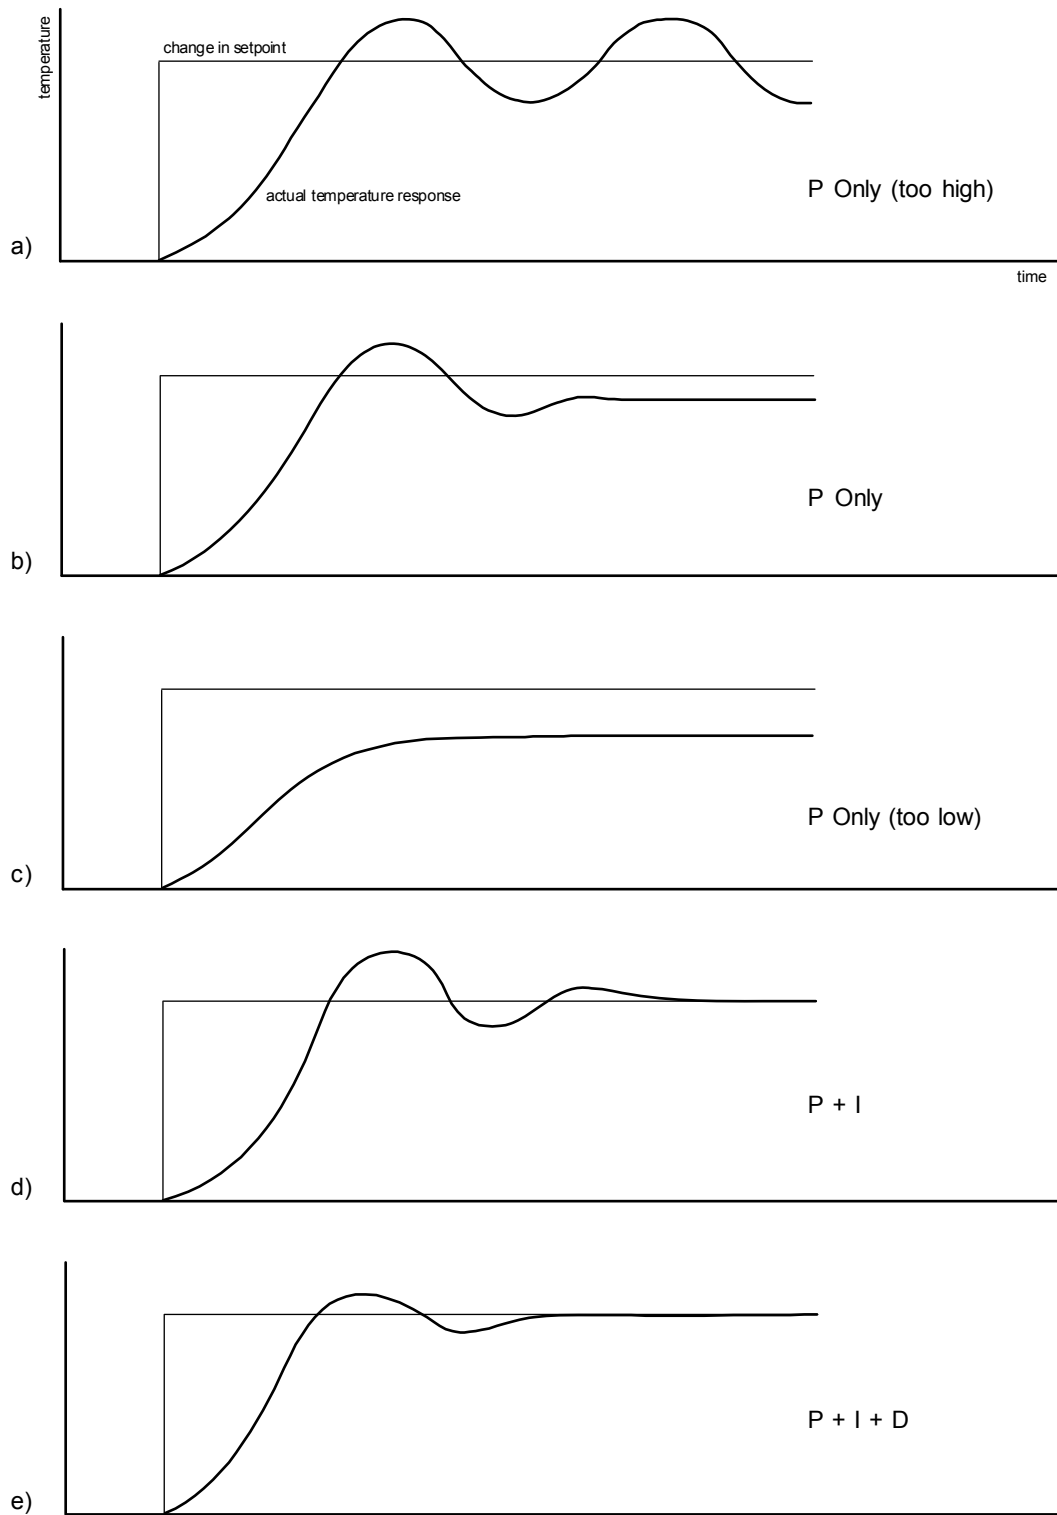 temperature
change in setpoint
actual temperature response
P Only (too high)
a)
time
P Only
b)
P Only (too low)
c)
P + I
d)
P + I + D
e)